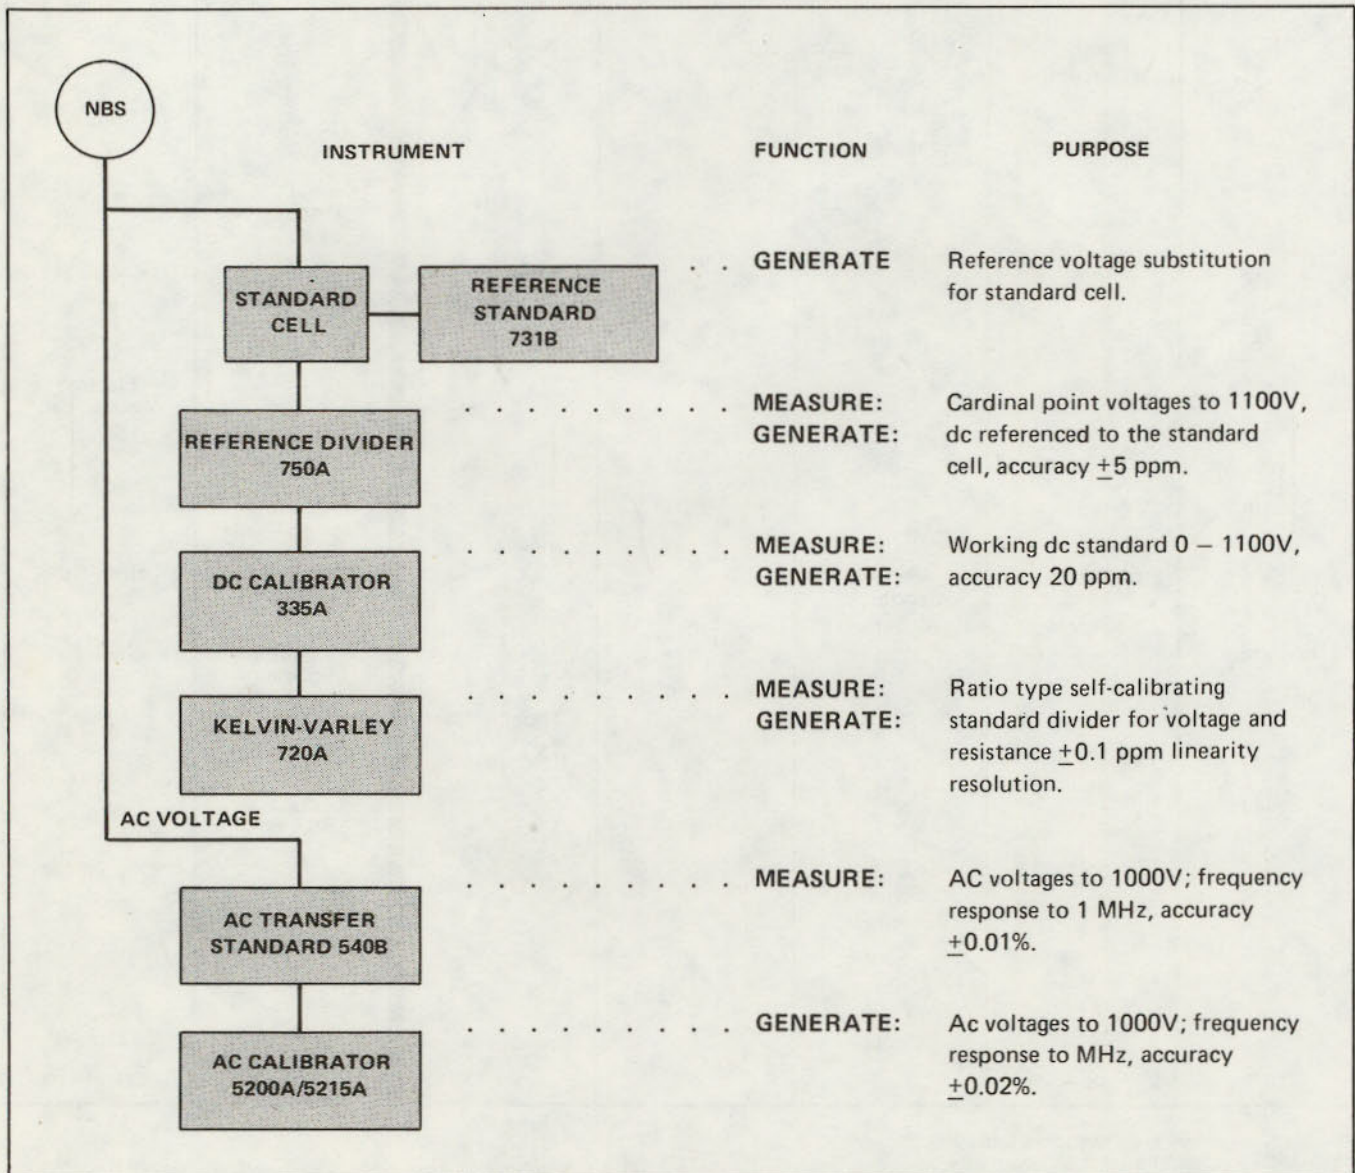 NBS
INSTRUMENT
FUNCTION
PURPOSE
STANDARD
CELL
REFERENCE
STANDARD
731B
. . GENERATE
Reference voltage substitution
for standard cell.
REFERENCE DIVIDER
750A
. . . . . . . . . MEASURE:
GENERATE:
Cardinal point voltages to 1100V,
dc referenced to the standard
cell, accuracy ±5 ppm.
DC CALIBRATOR
335A
. . . . . . . . . MEASURE:
GENERATE:
Working dc standard 0 – 1100V,
accuracy 20 ppm.
KELVIN-VARLEY
720A
. . . . . . . . . MEASURE:
GENERATE:
Ratio type self-calibrating
standard divider for voltage and
resistance ±0.1 ppm linearity
resolution.
AC VOLTAGE
AC TRANSFER
STANDARD 540B
. . . . . . . . . MEASURE:
AC voltages to 1000V; frequency
response to 1 MHz, accuracy
±0.01%.
AC CALIBRATOR
5200A/5215A
. . . . . . . . . GENERATE:
Ac voltages to 1000V; frequency
response to MHz, accuracy
±0.02%.